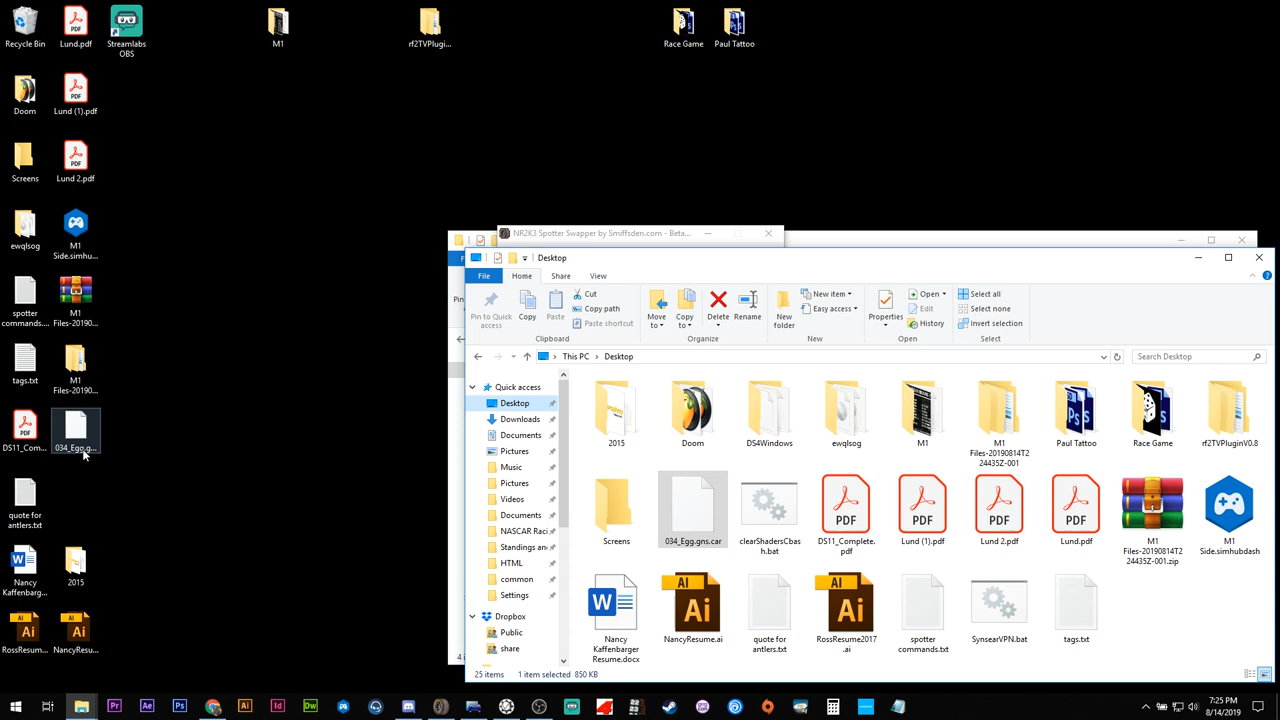 Recycle Bin
Lund.pdf
Streamlabs
OBS
M1
rf2TVPlugi...
Race Game
Paul Tattoo
Doom
Lund (1).pdf
Screens
Lund 2.pdf
ewqlsog
M1
Side.simhu...
spotter
commands....
M1
Files-20190...
tags.txt
M1
Files-20190...
DS11_Com...
034_Egg.g...
quote for
antlers.txt
Nancy
Kaffenbarg...
2015
RossResum...
NancyResu...
NR2K3 Spotter Swapper by Smiffsden.com - Beta...
Desktop
File
Home
Share
View
Pin to Quick
access
Copy
Paste
Cut
Copy path
Paste shortcut
Clipboard
Move
to
Copy
to
Delete
Rename
Organize
New
folder
New item
Easy access
New
Properties
Open
Edit
History
Open
Select all
Select none
Invert selection
Select
This PC
Desktop
Search Desktop
Quick access
Desktop
Downloads
Documents
Pictures
Music
Pictures
Videos
Documents
NASCAR Raci
Standings an
HTML
common
Settings
Dropbox
Public
share
2015
Doom
DS4Windows
ewqlsog
M1
M1
Files-20190814T2
24435Z-001
Paul Tattoo
Race Game
rf2TVPluginV0.8
Screens
034_Egg.gns.car
clearShadersCbas
h.bat
DS11_Complete.
pdf
Lund (1).pdf
Lund 2.pdf
Lund.pdf
M1
Files-20190814T2
24435Z-001.zip
M1
Side.simhubdash
Nancy
Kaffenbarger
Resume.docx
NancyResume.ai
quote for
antlers.txt
RossResume2017
.ai
spotter
commands.txt
SynsearVPN.bat
tags.txt
25 items
1 item selected 850 KB
7:25 PM
8/14/2019